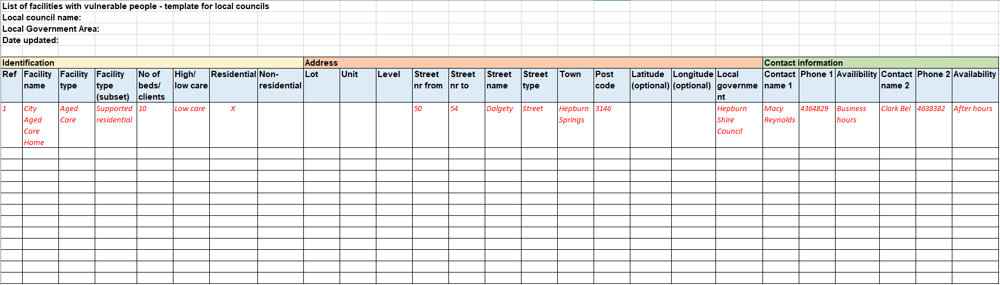 List of facilities with vulnerable people - template for local councils
Local council name:
Local Government Area:
Date updated:
Identification Address Contact information
Ref Facility name Facility type Facility type (subset) No of beds/ clients High/ low care Residential Non-residential Lot Unit Level Street nr from Street nr to Street name Street type Town Post code Latitude (optional) Longitude (optional) Local governme nt Contact name 1 Phone 1 Availibility Contact name 2 Phone 2 Availability
1 City Aged Care Home Aged Care Supported residential 10 Low care X 50 54 Dalgety Street Hepburn Springs 3146 Hepburn Shire Council Macy Reynolds 4364829 Business hours Clark Bel 4638382 After hours